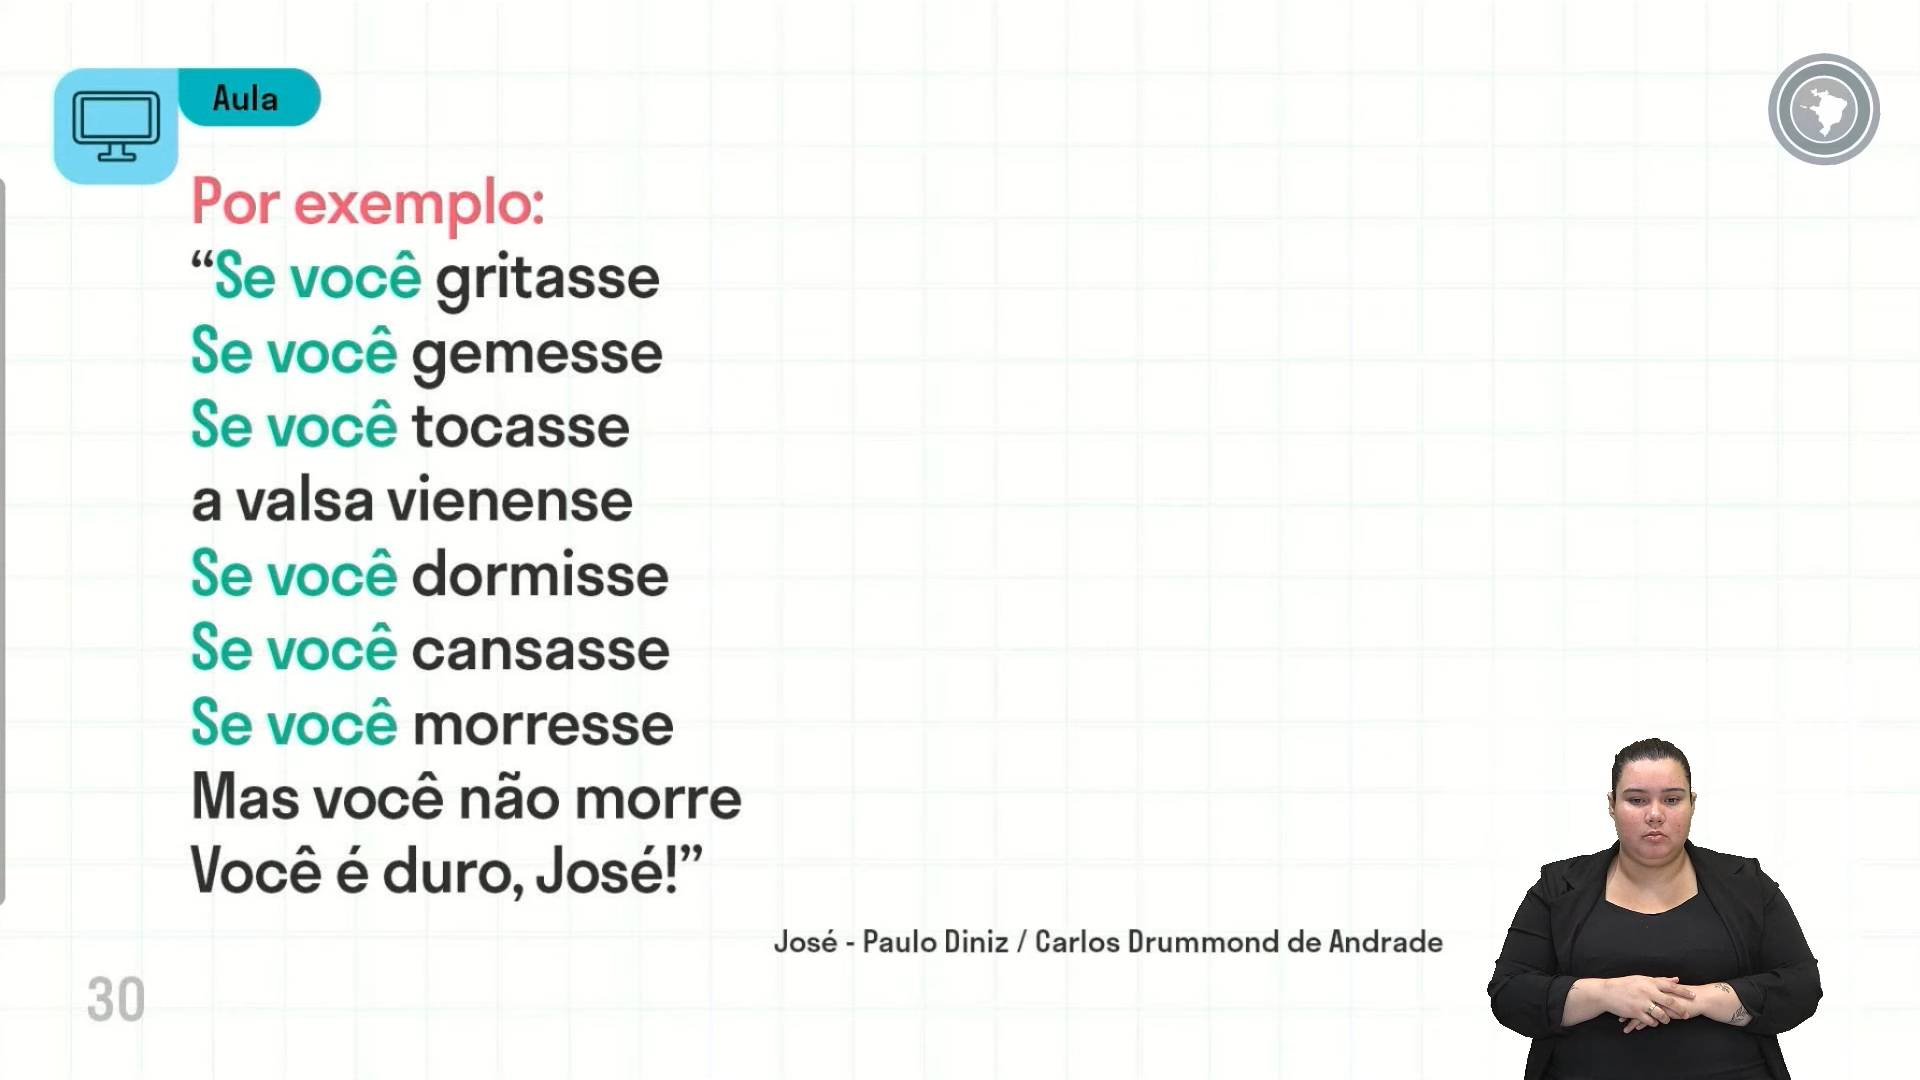 Aula
Por exemplo:
“Se você gritasse
Se você gemesse
Se você tocasse
a valsa vienense
Se você dormisse
Se você cansasse
Se você morresse
Mas você não morre
Você é duro, José!”
José - Paulo Diniz / Carlos Drummond de Andrade
30